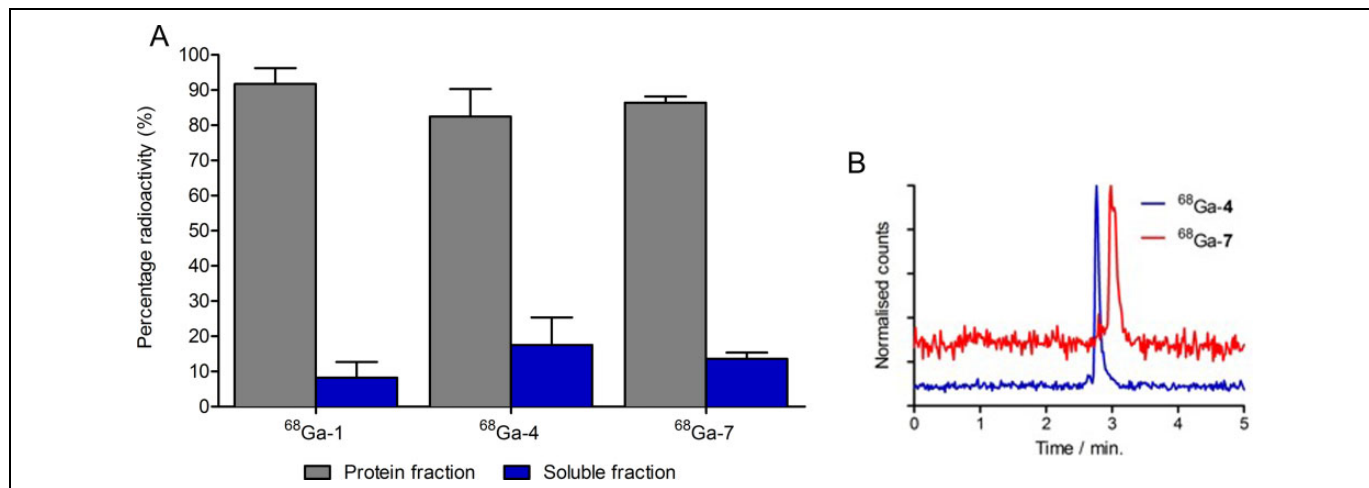 A
Percentage radioactivity (%)
100
90
80
70
60
50
40
30
20
10
0
⁶⁸Ga-1
⁶⁸Ga-4
⁶⁸Ga-7
Protein fraction
Soluble fraction
B
Normalised counts
⁶⁸Ga-4
⁶⁸Ga-7
0
1
2
3
4
5
Time / min.